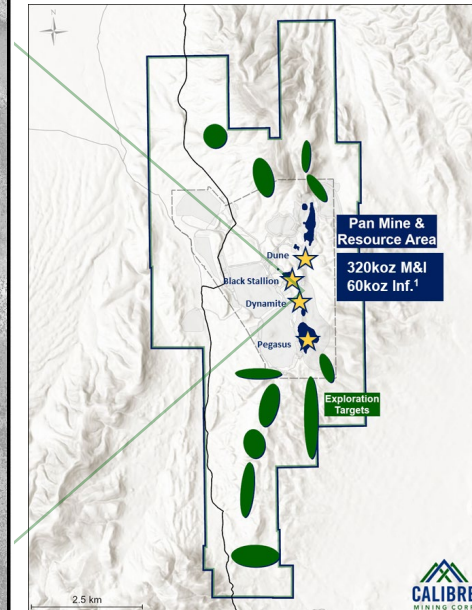 N
Pan Mine &
Resource Area
320koz M&I
60koz Inf.¹
Dune
Black Stallion
Dynamite
Pegasus
Exploration
Targets
2.5 km
CALIBRE
MINING CORP